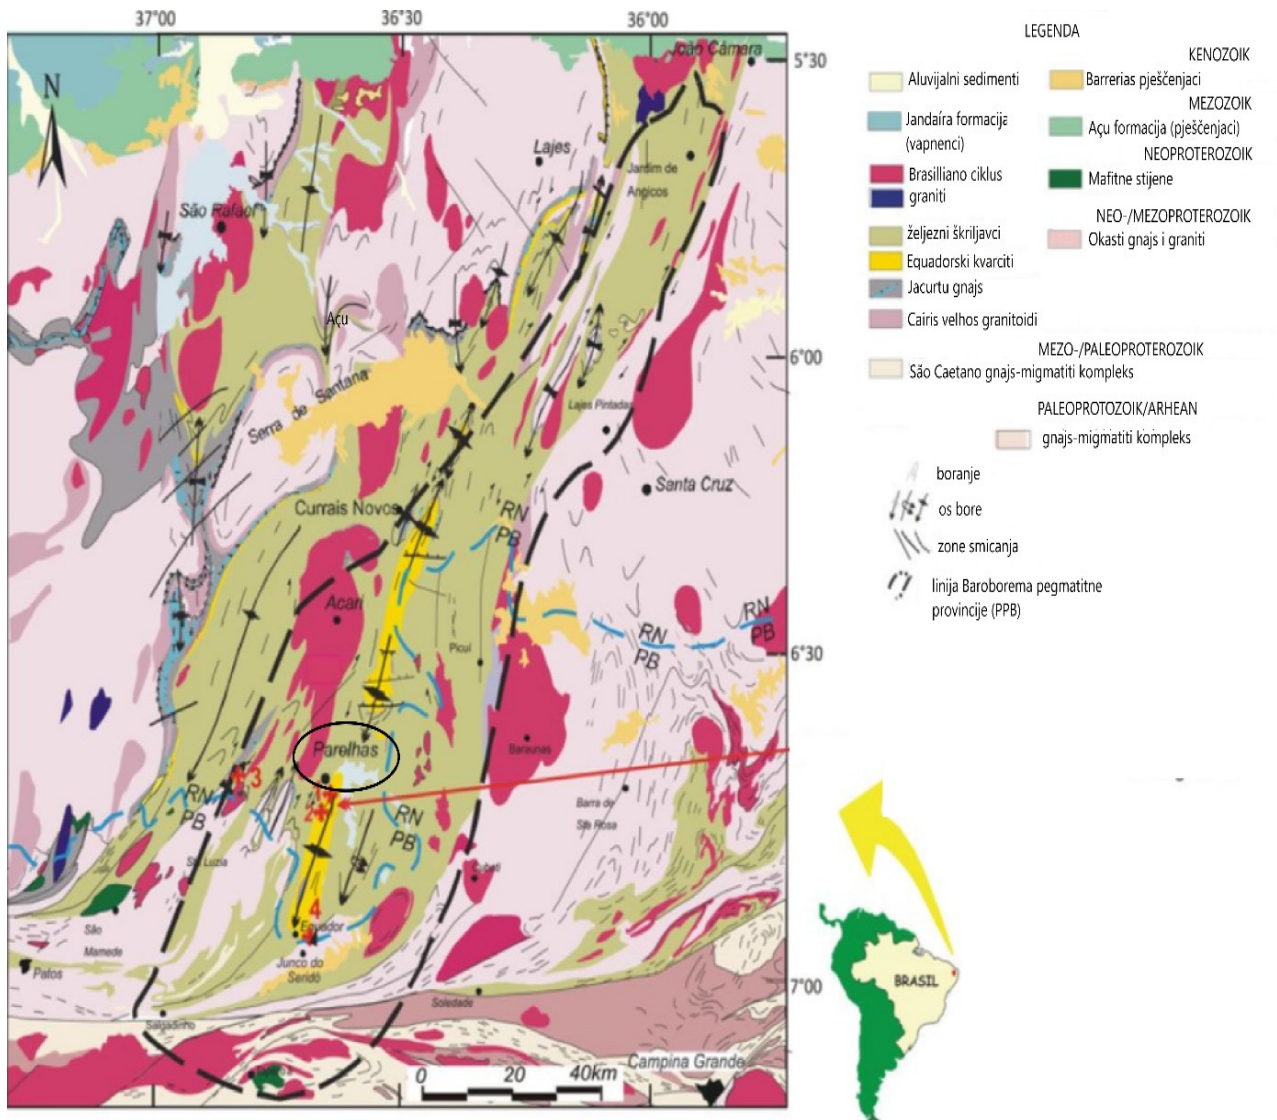 37°00'
36°30'
36°00'
João Câmara
5°30
N
Lajes
Jardim de
Angicos
São Rafael
Açu
6°00
Serra de Santana
Lajes Pintadas
Santa Cruz
Currais Novos
RN
PB
Acari
RN
PB
RN
PB
Picuí
6°30
Parelhas
Baraunas
3
RN
PB
RN
PB
Barra de
Sta Rosa
Sta Luzia
Cubati
4
Equador
São
Mamede
Patos
Junco do
Seridó
7°00
Soledade
Salgadinho
0 20 40km
Campina Grande
LEGENDA
KENOZOIK
Aluvijalni sedimenti
Barrerias pješčenjaci
MEZOZOIK
Jandaíra formacija
(vapnenci)
Açu formacija (pješčenjaci)
NEOPROTEROZOIK
Brasilliano ciklus
graniti
Mafitne stijene
NEO-/MEZOPROTEROZOIK
željezni škriljavci
Okasti gnajs i graniti
Equadorski kvarciti
Jacurtu gnajs
Cairis velhos granitoidi
MEZO-/PALEOPROTEROZOIK
São Caetano gnajs-migmatiti kompleks
PALEOPROTOZOIK/ARHEAN
gnajs-migmatiti kompleks
boranje
os bore
zone smicanja
linija Baroborema pegmatitne
provincije (PPB)
BRASIL